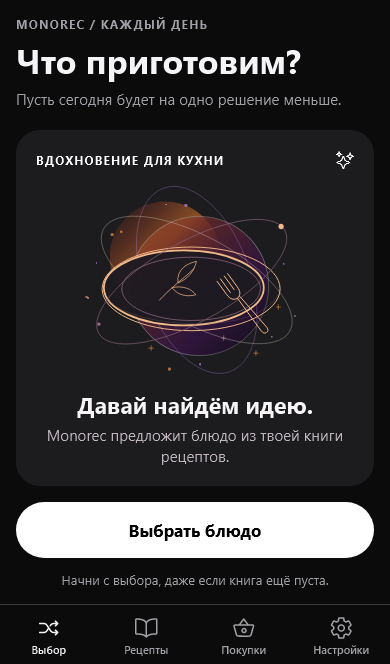 MONOREC / КАЖДЫЙ ДЕНЬ
Что приготовим?
Пусть сегодня будет на одно решение меньше.
ВДОХНОВЕНИЕ ДЛЯ КУХНИ
Давай найдём идею.
Monorec предложит блюдо из твоей книги
рецептов.
Выбрать блюдо
Начни с выбора, даже если книга ещё пуста.
Выбор
Рецепты
Покупки
Настройки